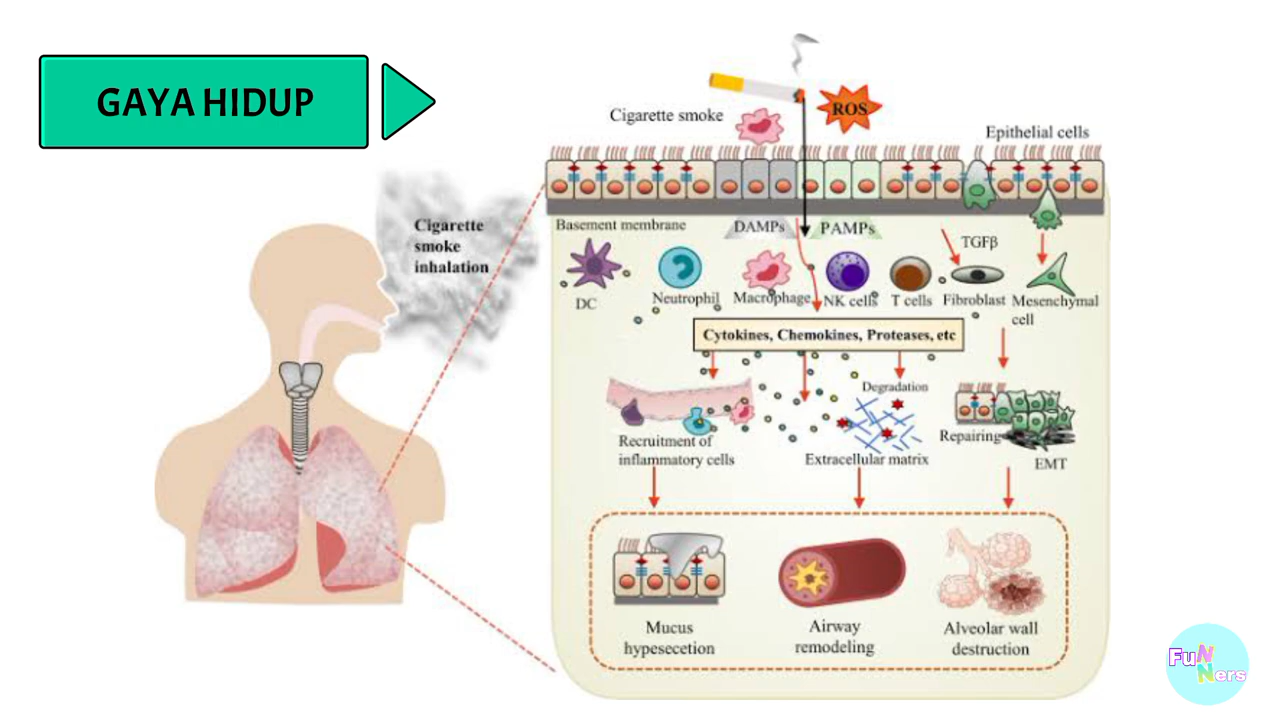 GAYA HIDUP
Cigarette smoke
ROS
Epithelial cells
Cigarette
smoke
inhalation
Basement membrane
DAMPs
PAMPs
TGFβ
DC
Neutrophil
Macrophage
NK cells
T cells
Fibroblast
Mesenchymal
cell
Cytokines, Chemokines, Proteases, etc
Degradation
Recruitment of
inflammatory cells
Extracellular matrix
Repairing
EMT
Mucus
hypesecetion
Airway
remodeling
Alveolar wall
destruction
FuN
Ners